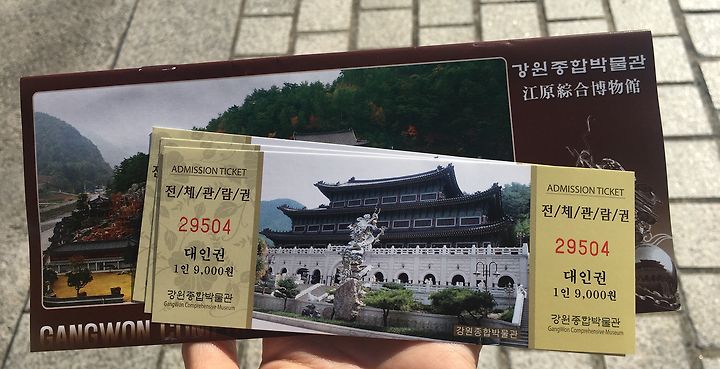 강원종합박물관
江原綜合博物館
ADMISSION TICKET
전/체/관/람/권
29504
대인권
1인 9,000원
강원종합박물관
GangWon Comprehensive Museum
강원종합박물관
ADMISSION TICKET
전/체/관/람/권
29504
대인권
1인 9,000원
강원종합박물관
GangWon Comprehensive Museum
GANGWON